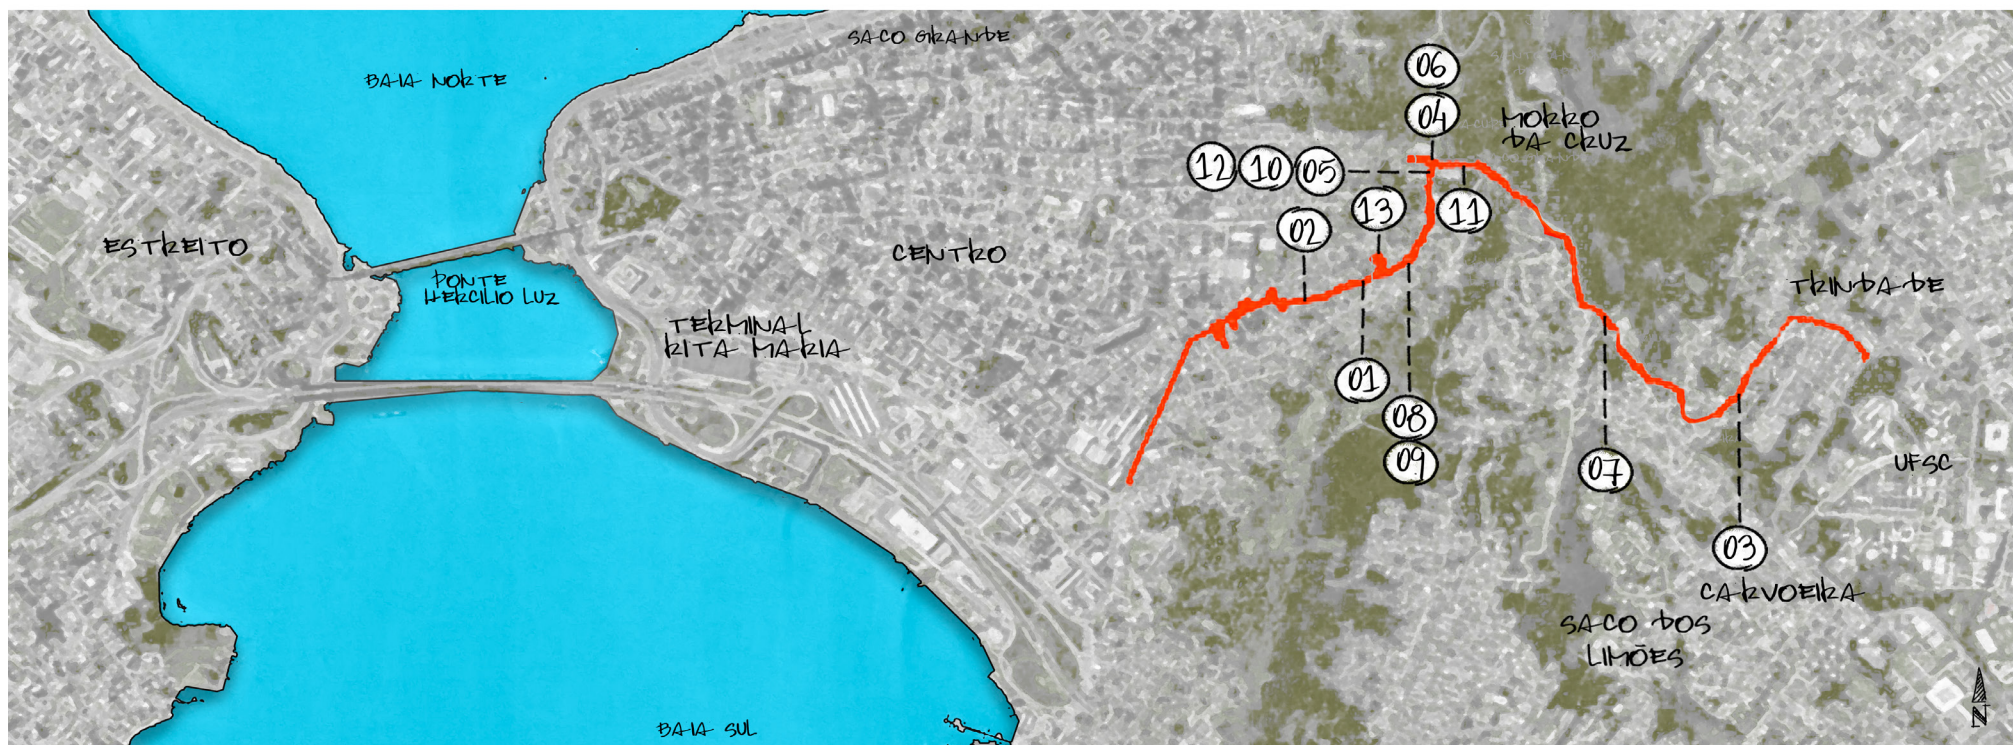 SACO GRANDE
BAIA NORTE
06
04
MORRO
DA CRUZ
12 10 05
13
11
02
ESTREITO
CENTRO
PONTE
HERCILIO LUZ
TRINDADE
TERMINAL
RITA MARIA
01
08
09
07
UFSC
03
CARVOEIRA
SACO DOS
LIMÕES
BAIA SUL
N